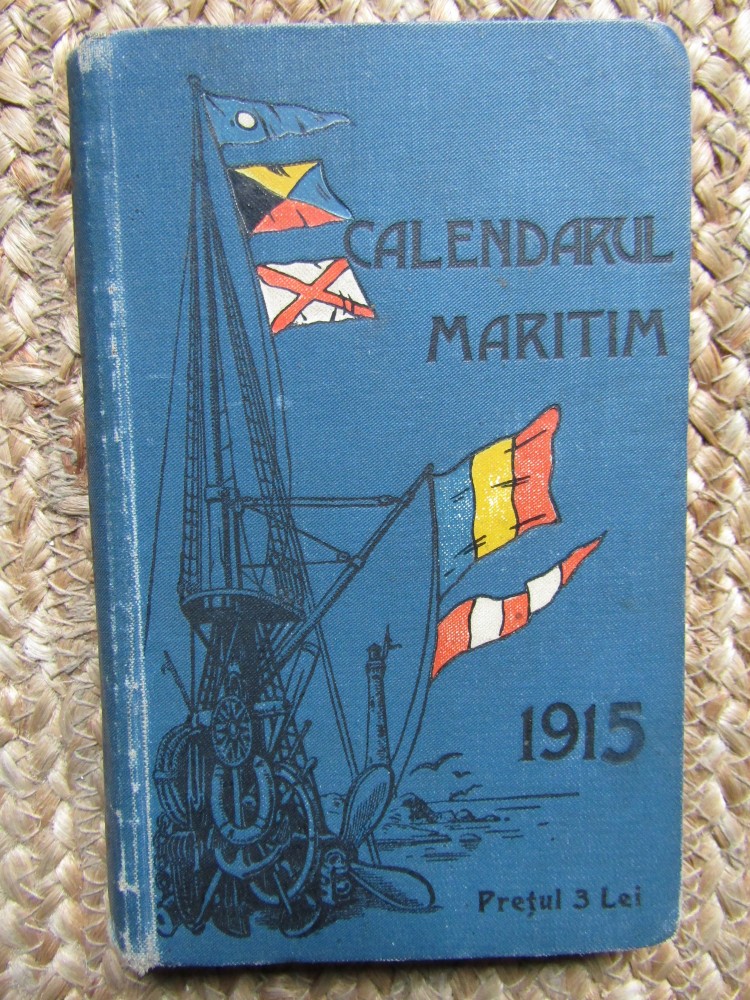 CALENDARUL
MARITIM
1915
Prețul 3 Lei